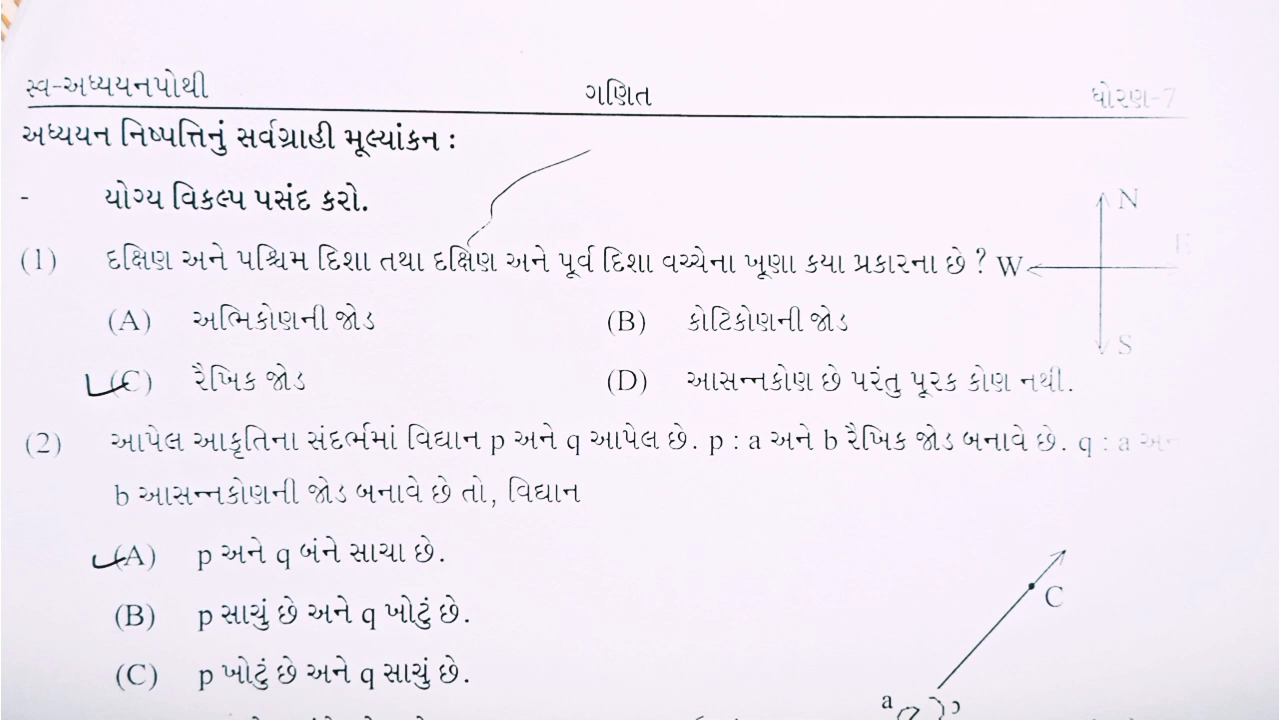 સ્વ-અધ્યયનપોથી ગણિત ધોરણ-7
અધ્યયન નિષ્પત્તિનું સર્વગ્રાહી મૂલ્યાંકન :
- યોગ્ય વિકલ્પ પસંદ કરો.
N
(1) દક્ષિણ અને પશ્ચિમ દિશા તથા દક્ષિણ અને પૂર્વ દિશા વચ્ચેના ખૂણા કયા પ્રકારના છે ? W E
(A) અભિકોણની જોડ (B) કોટિકોણની જોડ
S
(C) રૈખિક જોડ (D) આસન્નકોણ છે પરંતુ પૂરક કોણ નથી.
(2) આપેલ આકૃતિના સંદર્ભમાં વિધાન p અને q આપેલ છે. p : a અને b રૈખિક જોડ બનાવે છે. q : a
b આસન્નકોણની જોડ બનાવે છે તો, વિધાન
(A) p અને q બંને સાચા છે.
(B) p સાચું છે અને q ખોટું છે.
C
(C) p ખોટું છે અને q સાચું છે.
a